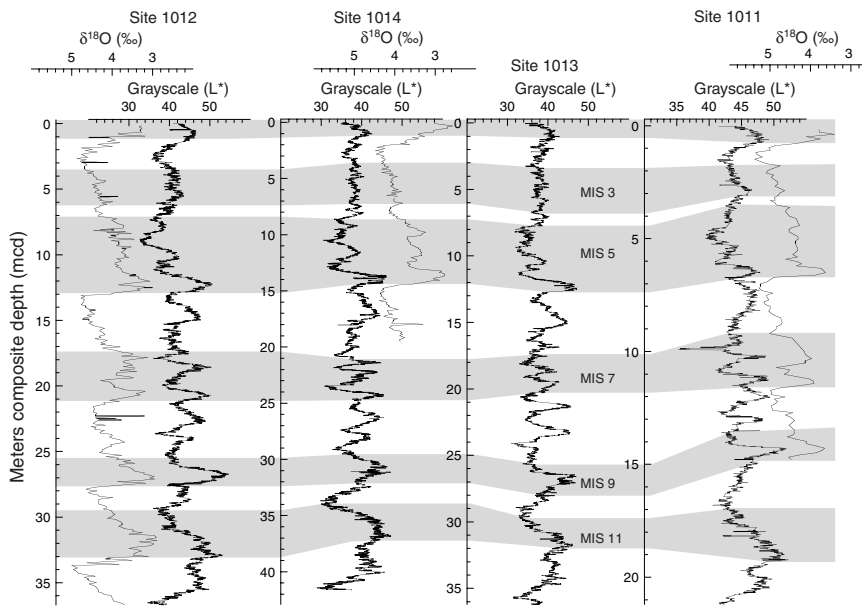 Site 1012
Site 1014
Site 1011
δ18O (‰)
δ18O (‰)
δ18O (‰)
Site 1013
5 4 3
5 4 3
5 4
Grayscale (L*)
Grayscale (L*)
Grayscale (L*)
Grayscale (L*)
30 40 50
30 40 50
30 40 50
35 40 45 50
Meters composite depth (mcd)
0
5
10
15
20
25
30
35
0
5
10
15
20
25
30
35
40
0
5
10
15
20
25
30
35
MIS 3
MIS 5
MIS 7
MIS 9
MIS 11
0
5
10
15
20